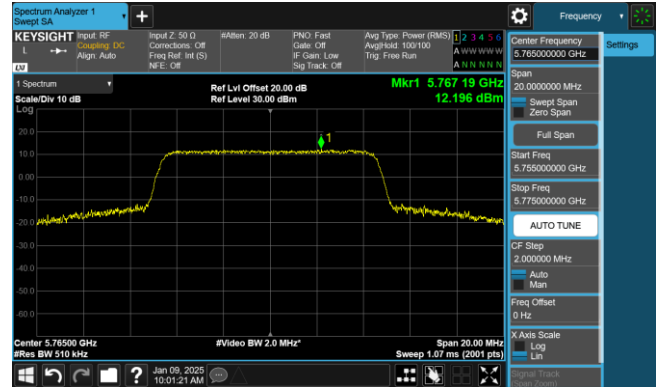 Spectrum Analyzer 1
Swept SA
Frequency
KEYSIGHT
L
LXI
Input: RF
Coupling: DC
Align: Auto
Input Z: 50 Ω
Corrections: Off
Freq Ref: Int (S)
NFE: Off
#Atten: 20 dB
PNO: Fast
Gate: Off
IF Gain: Low
Sig Track: Off
Avg Type: Power (RMS)
Avg|Hold: 100/100
Trig: Free Run
1 2 3 4 5 6
A W W W W W
A N N N N N
1 Spectrum
Scale/Div 10 dB
Log
Ref Lvl Offset 20.00 dB
Ref Level 30.00 dBm
Mkr1 5.767 19 GHz
12.196 dBm
1
20.0
10.0
0.00
-10.0
-20.0
-30.0
-40.0
-50.0
-60.0
Center 5.76500 GHz
#Res BW 510 kHz
#Video BW 2.0 MHz*
Span 20.00 MHz
Sweep 1.07 ms (2001 pts)
Jan 09, 2025
10:01:21 AM
Center Frequency
5.765000000 GHz
Settings
Span
20.0000000 MHz
Swept Span
Zero Span
Full Span
Start Freq
5.755000000 GHz
Stop Freq
5.775000000 GHz
AUTO TUNE
CF Step
2.000000 MHz
Auto
Man
Freq Offset
0 Hz
X Axis Scale
Log
Lin
Signal Track
(Span Zoom)